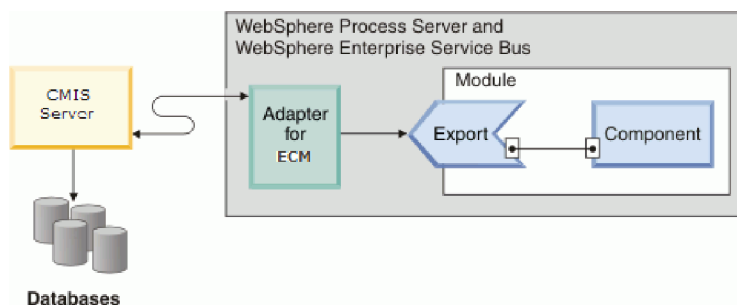 WebSphere Process Server and
WebSphere Enterprise Service Bus
Module
CMIS
Server
Adapter
for
ECM
Export
Component
Databases